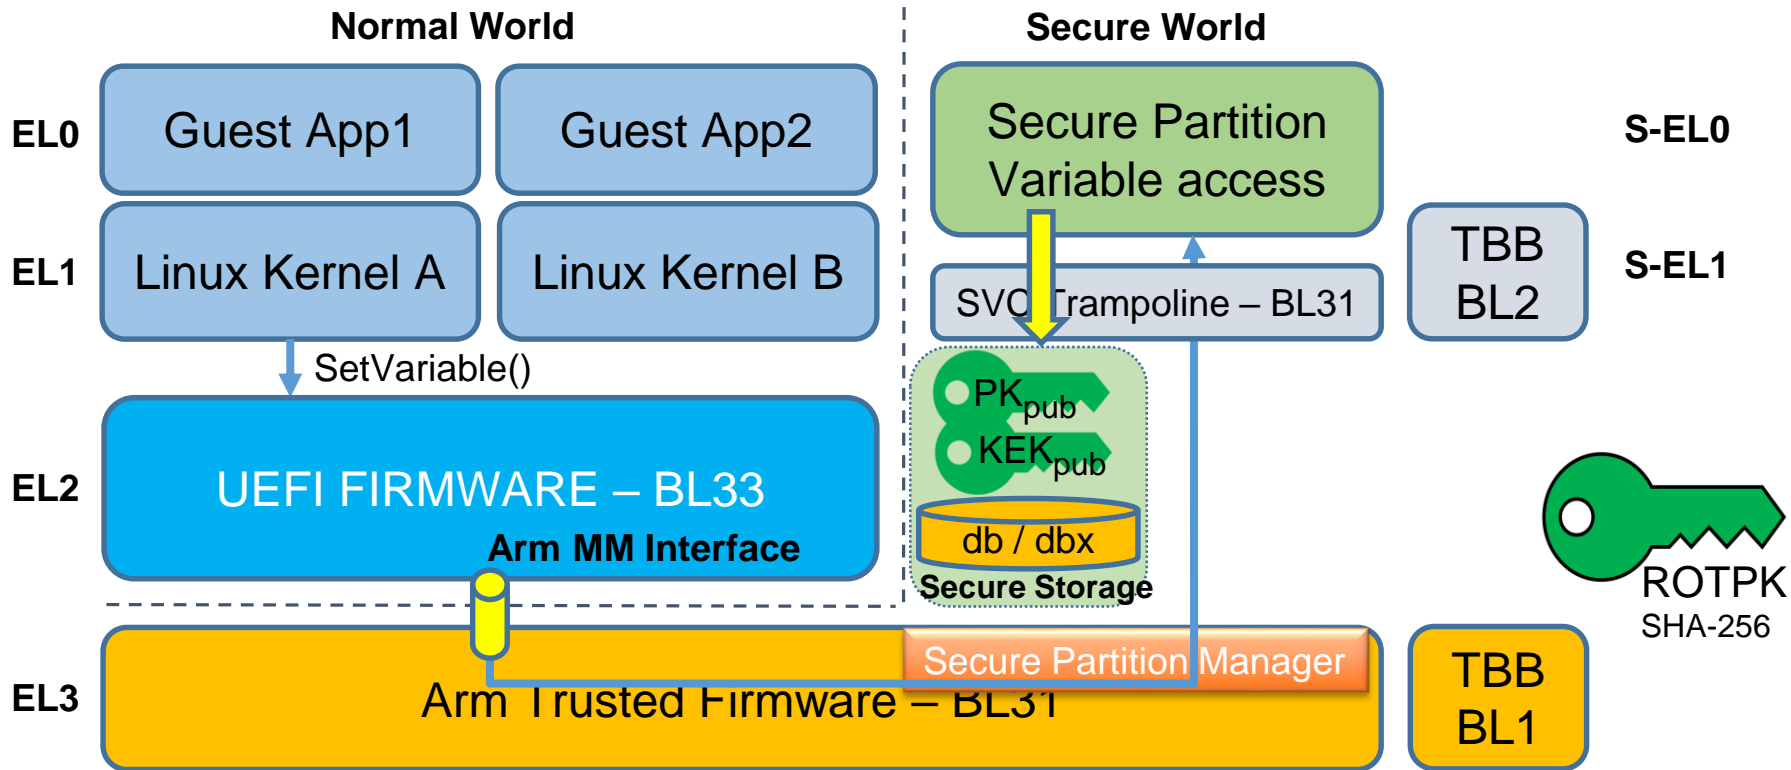 Normal World
Secure World
EL0
Guest App1
Guest App2
Secure Partition
Variable access
S-EL0
EL1
Linux Kernel A
Linux Kernel B
SVC Trampoline – BL31
TBB
BL2
S-EL1
SetVariable()
PKpub
KEKpub
EL2
UEFI FIRMWARE – BL33
Arm MM Interface
db / dbx
Secure Storage
ROTPK
SHA-256
EL3
Arm Trusted Firmware – BL31
Secure Partition Manager
TBB
BL1